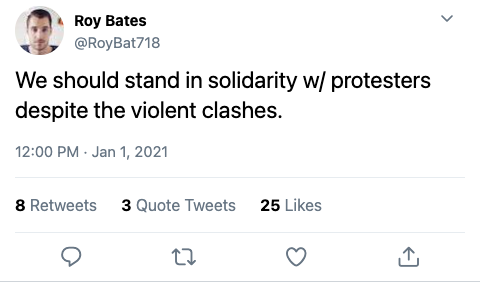 Roy Bates
@RoyBat718
We should stand in solidarity w/ protesters
despite the violent clashes.
12:00 PM · Jan 1, 2021
8 Retweets 3 Quote Tweets 25 Likes